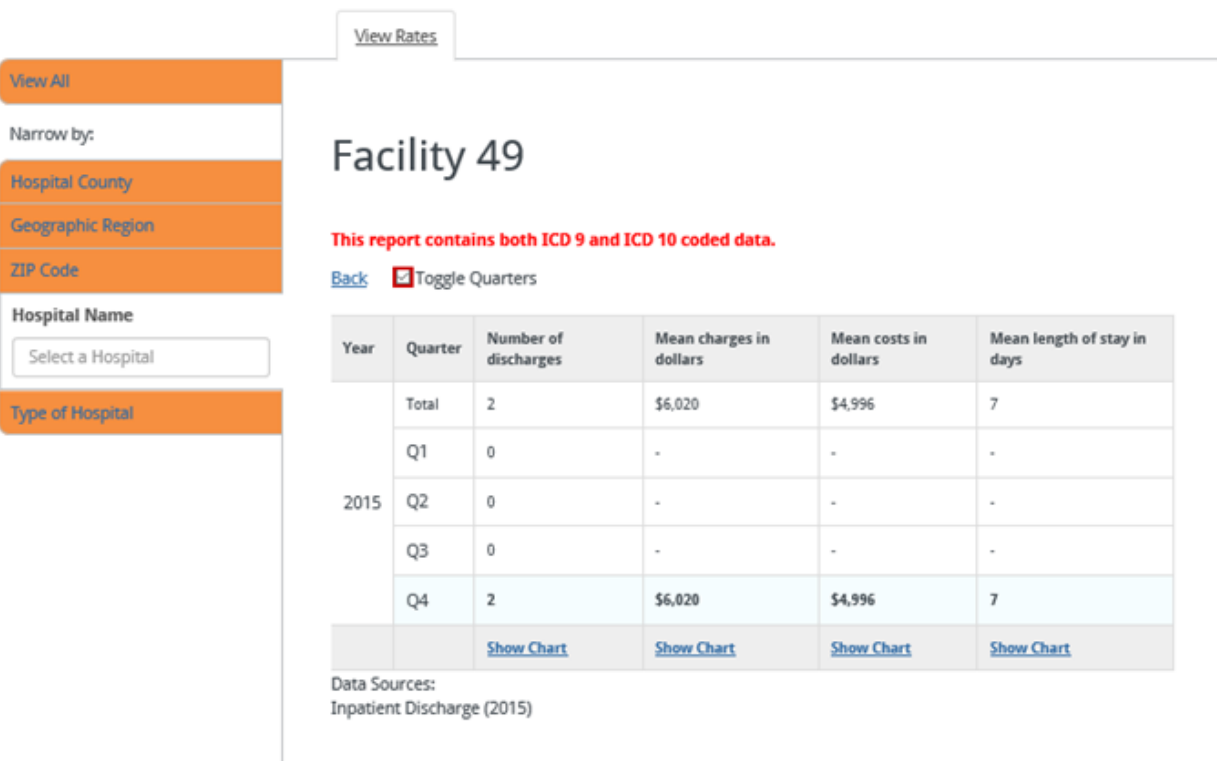 View Rates
View All
Narrow by:
Hospital County
Geographic Region
ZIP Code
Hospital Name
Select a Hospital
Type of Hospital
Facility 49
This report contains both ICD 9 and ICD 10 coded data.
Back Toggle Quarters
Year Quarter Number of discharges Mean charges in dollars Mean costs in dollars Mean length of stay in days
2015
Total 2 $6,020 $4,996 7
Q1 0 - - -
Q2 0 - - -
Q3 0 - - -
Q4 2 $6,020 $4,996 7
Show Chart Show Chart Show Chart Show Chart
Data Sources:
Inpatient Discharge (2015)